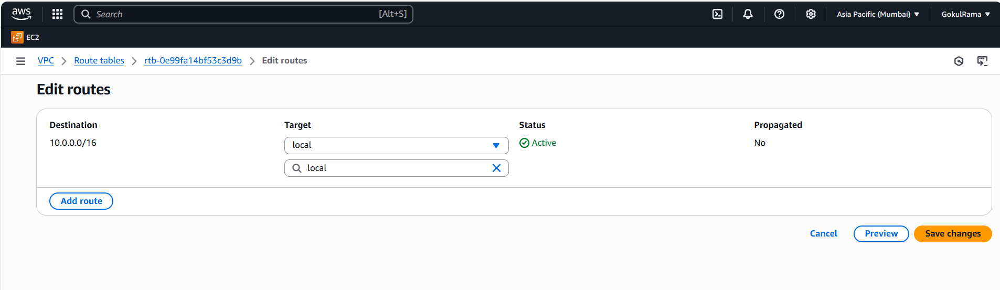 aws
Search
[Alt+S]
Asia Pacific (Mumbai)
GokulRama
EC2
VPC
Route tables
rtb-0e99fa14bf53c3d9b
Edit routes
Edit routes
Destination
Target
Status
Propagated
10.0.0.0/16
local
Active
No
local
Add route
Cancel
Preview
Save changes